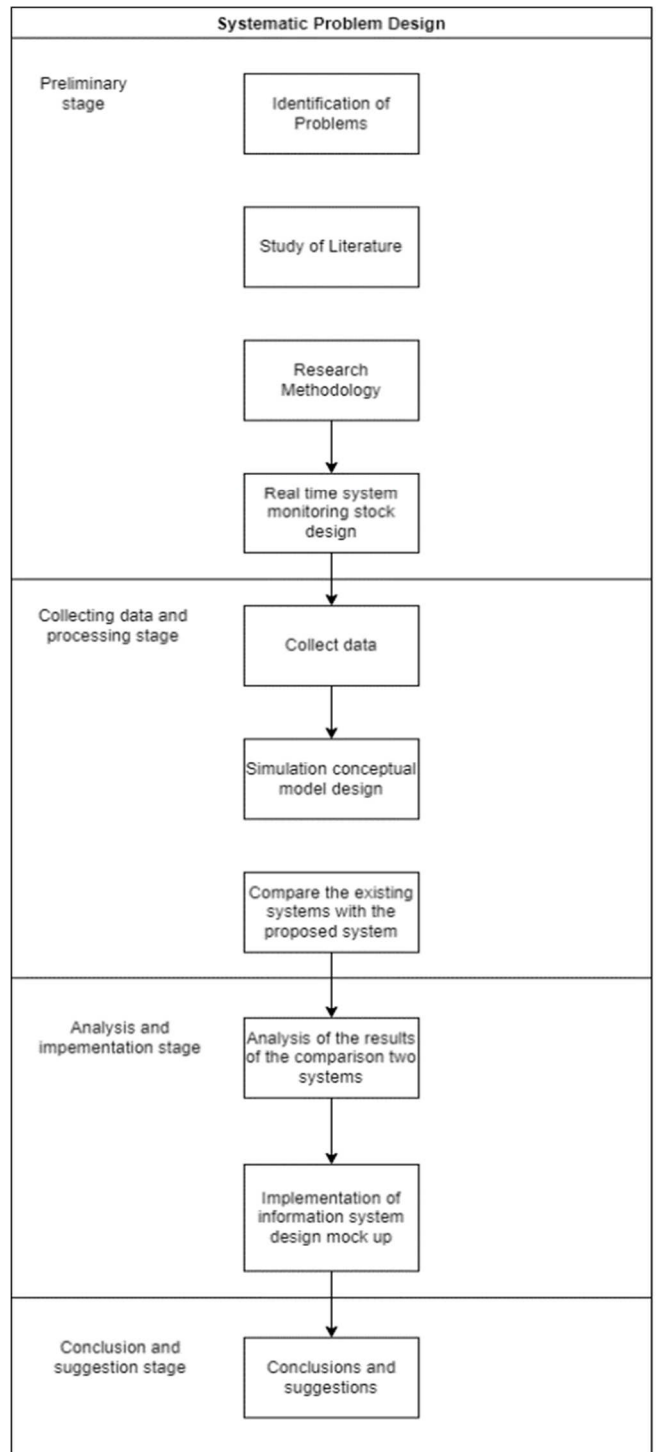 Systematic Problem Design
Preliminary
stage
Identification of
Problems
Study of Literature
Research
Methodology
Real time system
monitoring stock
design
Collecting data and
processing stage
Collect data
Simulation conceptual
model design
Compare the existing
systems with the
proposed system
Analysis and
impementation stage
Analysis of the results
of the comparison two
systems
Implementation of
information system
design mock up
Conclusion and
suggestion stage
Conclusions and
suggestions